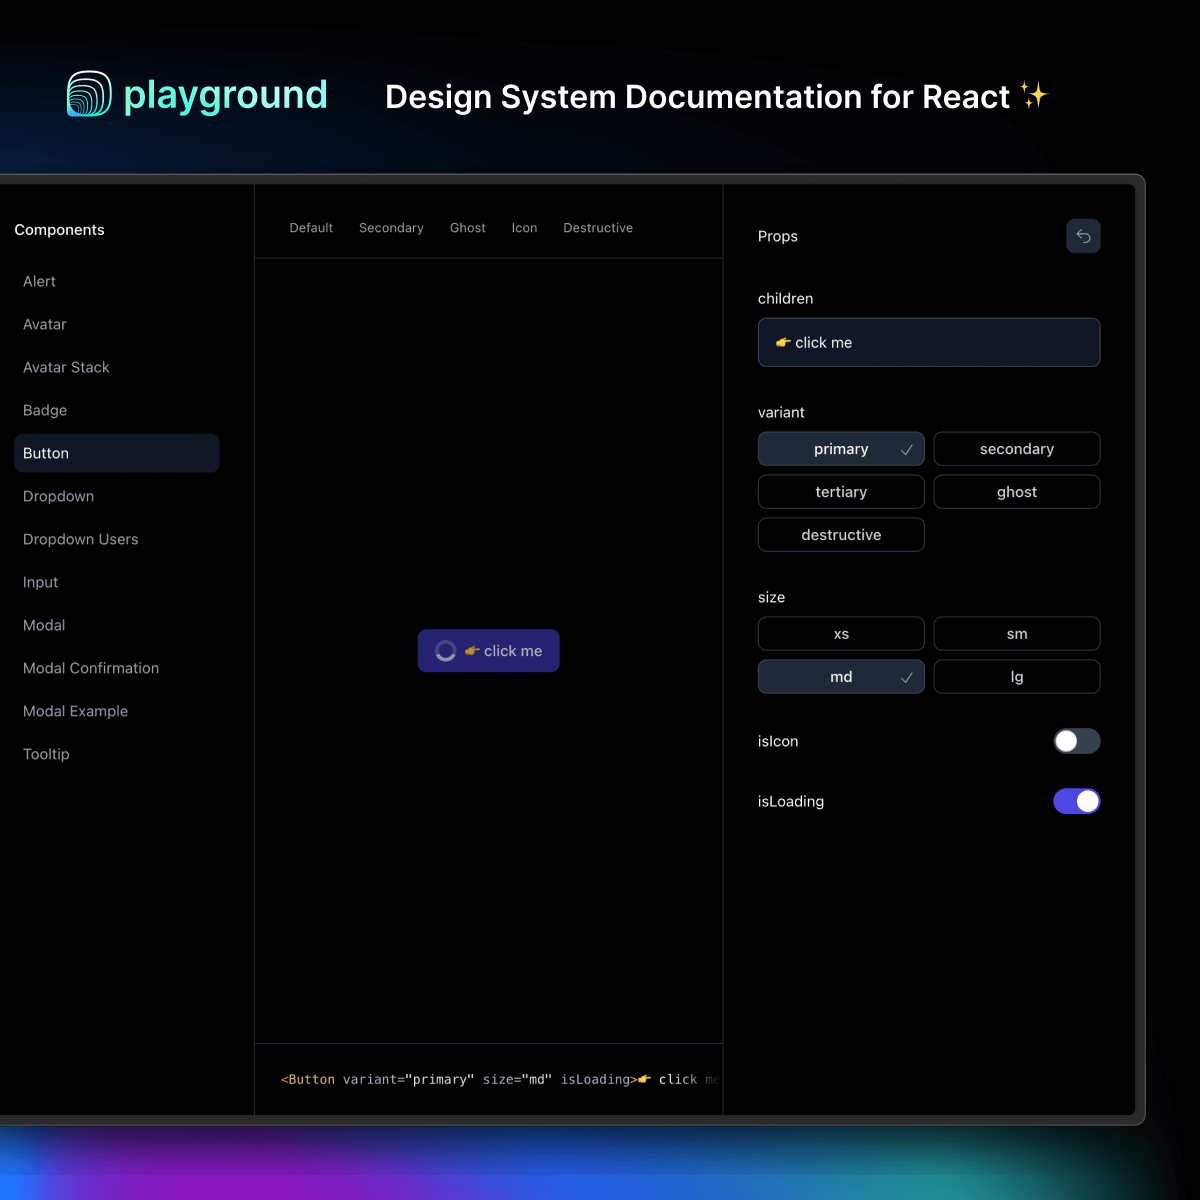 playground
Design System Documentation for React ✨
Components
Alert
Avatar
Avatar Stack
Badge
Button
Dropdown
Dropdown Users
Input
Modal
Modal Confirmation
Modal Example
Tooltip
Default Secondary Ghost Icon Destructive
👉 click me
<Button variant="primary" size="md" isLoading>👉 click me
Props
children
👉 click me
variant
primary secondary
tertiary ghost
destructive
size
xs sm
md lg
isIcon
isLoading